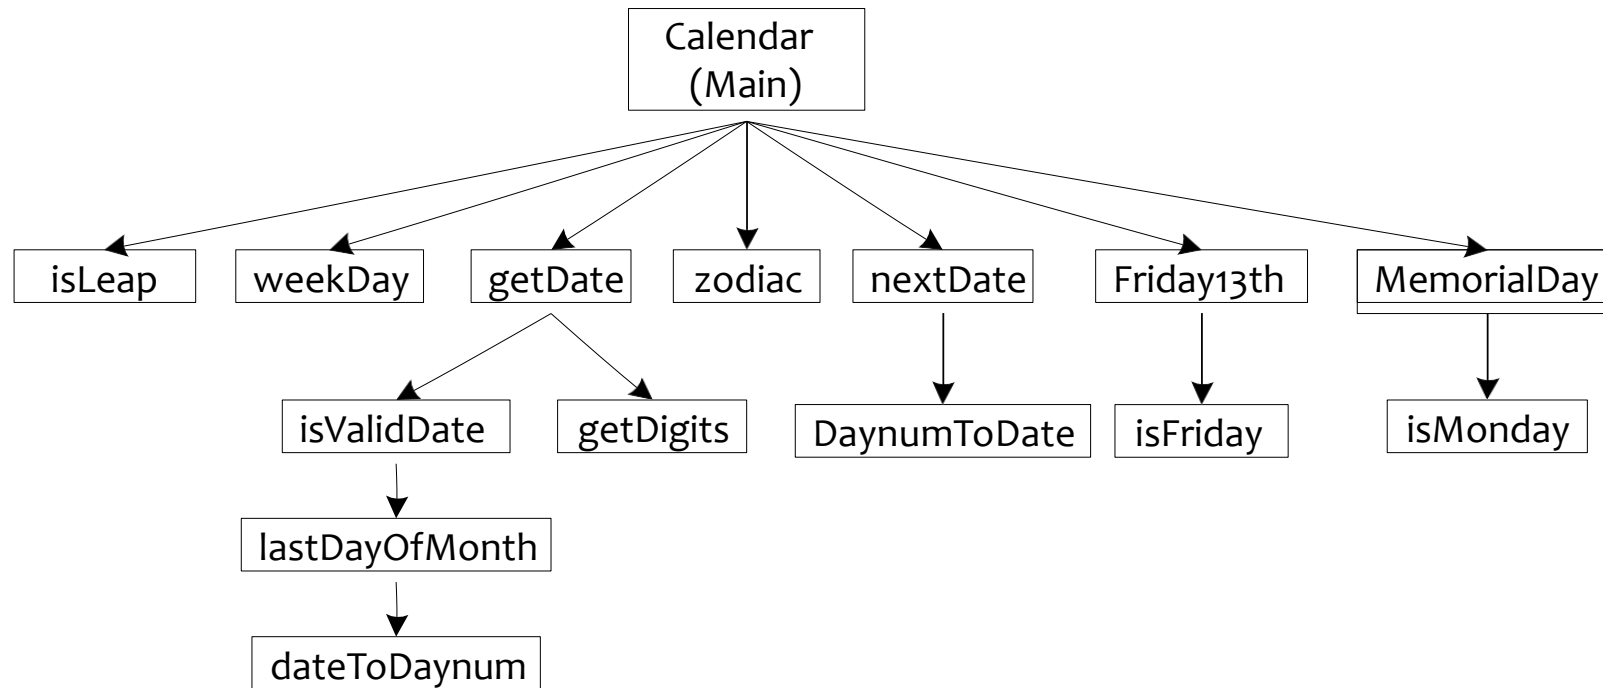 Calendar
(Main)
isLeap
weekDay
getDate
zodiac
nextDate
Friday13th
MemorialDay
isValidDate
getDigits
DaynumToDate
isFriday
isMonday
lastDayOfMonth
dateToDaynum